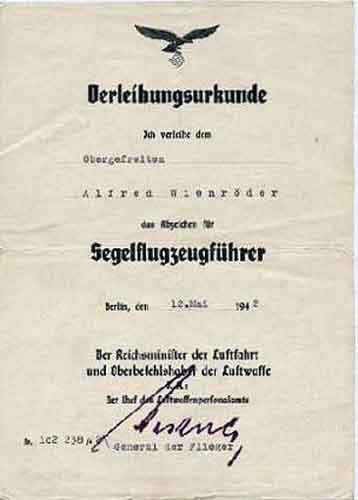 Verleihungsurkunde
Ich verleihe dem
Obergefreiten
Alfred Wienröder
das Abzeichen für
Segelflugzeugführer
Berlin, den 12.Mai 1942
Der Reichsminister der Luftfahrt
und Oberbefehlshaber der Luftwaffe
Der Chef des Luftwaffenpersonalamts
General der Flieger